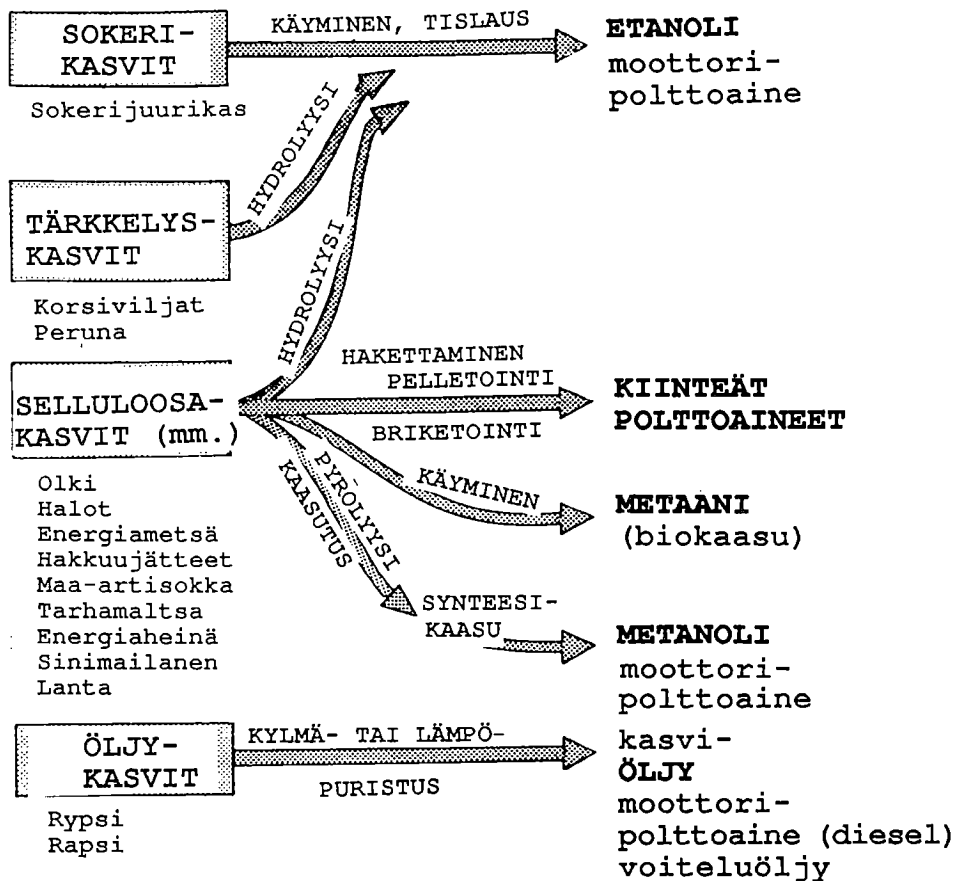 SOKERI-
KASVIT
Sokerijuurikas
KÄYMINEN, TISLAUS
ETANOLI
moottori-
polttoaine
HYDROLYYSI
TÄRKKELYS-
KASVIT
Korsiviljat
Peruna
HYDROLYYSI
SELLULOOSA-
KASVIT (mm.)
Olki
Halot
Energiametsä
Hakkuujätteet
Maa-artisokka
Tarhamaltsa
Energiaheinä
Sinimailanen
Lanta
HAKETTAMINEN
PELLETOINTI
BRIKETOINTI
KIINTEÄT
POLTTOAINEET
KÄYMINEN
METAANI
(biokaasu)
PYROLYYSI
KAASUTUS
SYNTEESI-
KAASU
METANOLI
moottori-
polttoaine
ÖLJY-
KASVIT
Rypsi
Rapsi
KYLMÄ- TAI LÄMPÖ-
PURISTUS
kasvi-
ÖLJY
moottori-
polttoaine (diesel)
voiteluöljy